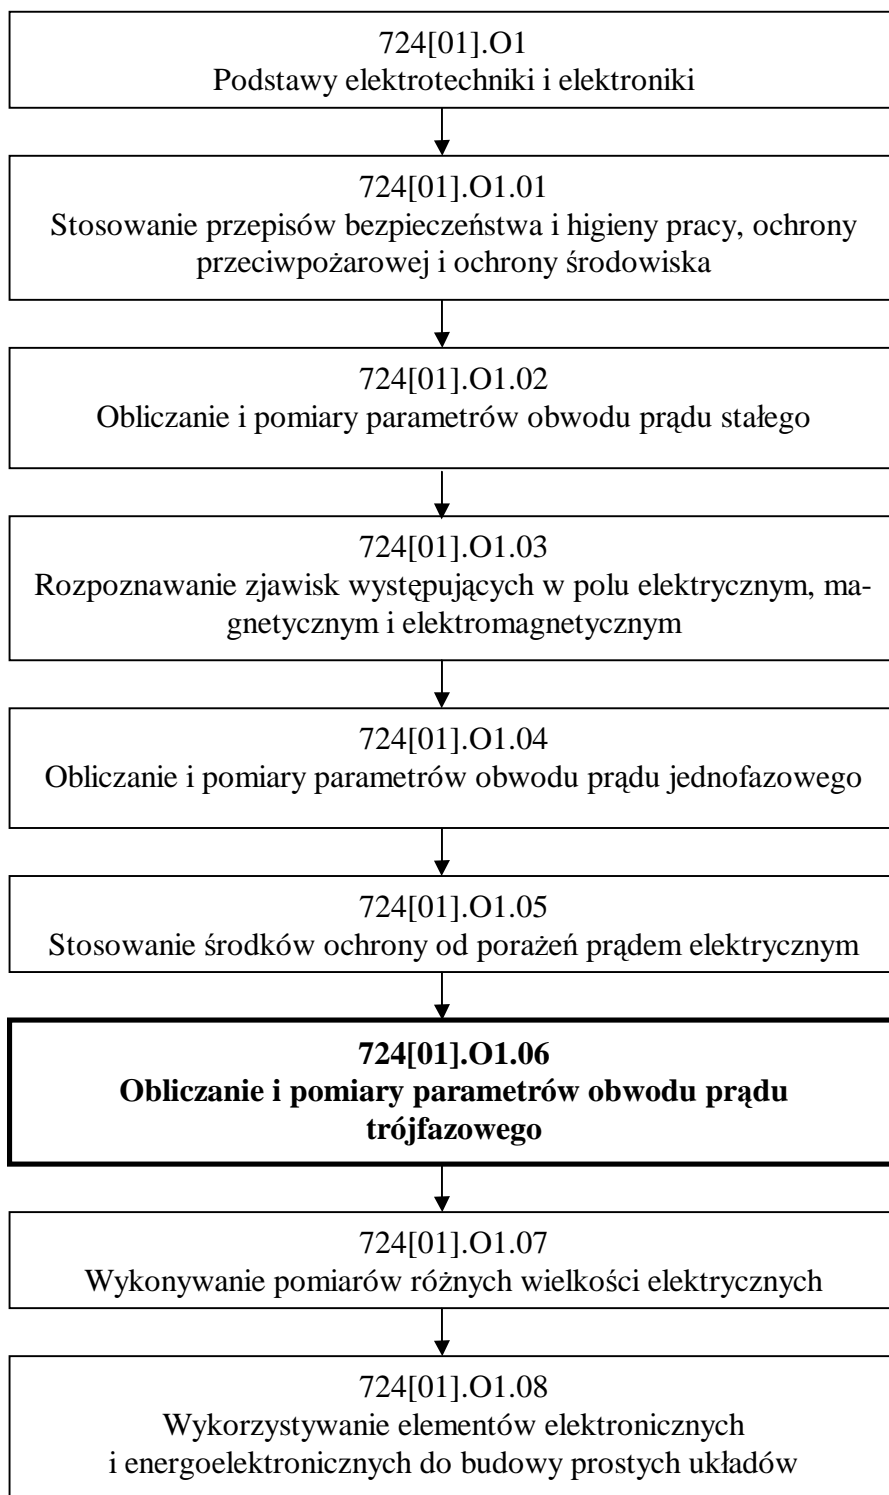 724[01].O1
Podstawy elektrotechniki i elektroniki
724[01].O1.01
Stosowanie przepisów bezpieczeństwa i higieny pracy, ochrony
przeciwpożarowej i ochrony środowiska
724[01].O1.02
Obliczanie i pomiary parametrów obwodu prądu stałego
724[01].O1.03
Rozpoznawanie zjawisk występujących w polu elektrycznym, ma-
gnetycznym i elektromagnetycznym
724[01].O1.04
Obliczanie i pomiary parametrów obwodu prądu jednofazowego
724[01].O1.05
Stosowanie środków ochrony od porażeń prądem elektrycznym
724[01].O1.06
Obliczanie i pomiary parametrów obwodu prądu
trójfazowego
724[01].O1.07
Wykonywanie pomiarów różnych wielkości elektrycznych
724[01].O1.08
Wykorzystywanie elementów elektronicznych
i energoelektronicznych do budowy prostych układów